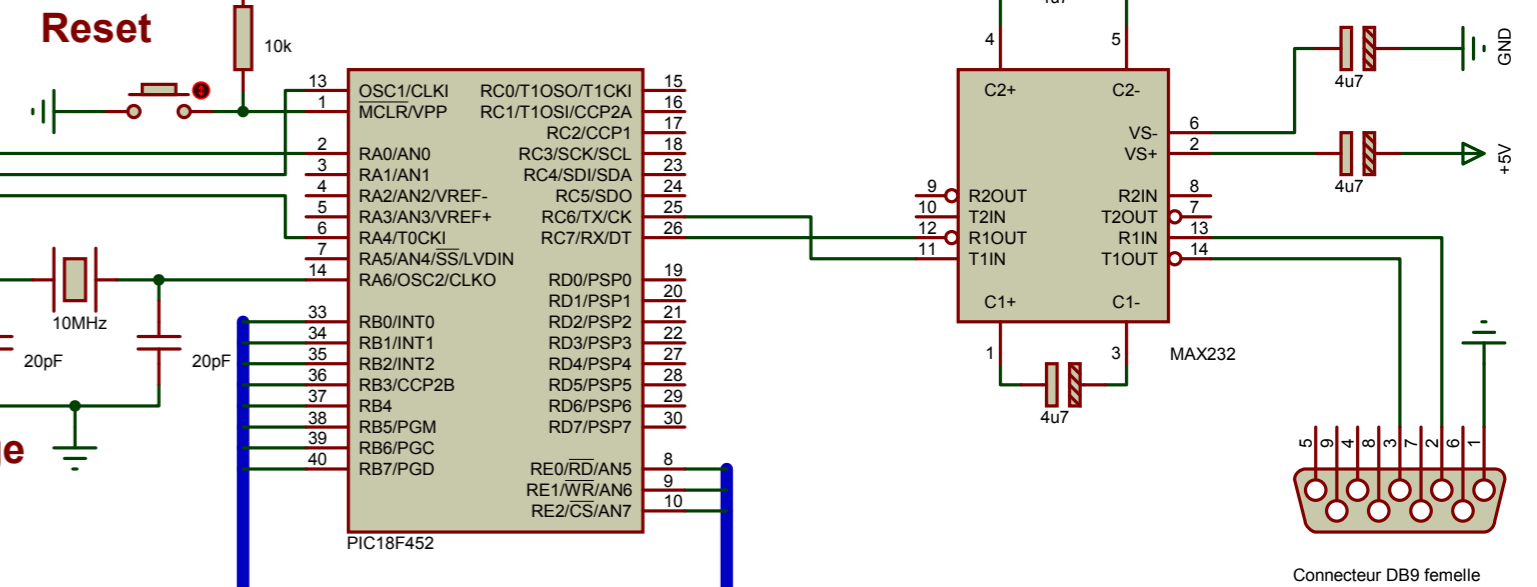 Reset
10k
13 OSC1/CLKI
1 MCLR/VPP
2 RA0/AN0
3 RA1/AN1
4 RA2/AN2/VREF-
5 RA3/AN3/VREF+
6 RA4/T0CKI
7 RA5/AN4/SS/LVDIN
14 RA6/OSC2/CLKO
33 RB0/INT0
34 RB1/INT1
35 RB2/INT2
36 RB3/CCP2B
37 RB4
38 RB5/PGM
39 RB6/PGC
40 RB7/PGD
RC0/T1OSO/T1CKI 15
RC1/T1OSI/CCP2A 16
RC2/CCP1 17
RC3/SCK/SCL 18
RC4/SDI/SDA 23
RC5/SDO 24
RC6/TX/CK 25
RC7/RX/DT 26
RD0/PSP0 19
RD1/PSP1 20
RD2/PSP2 21
RD3/PSP3 22
RD4/PSP4 27
RD5/PSP5 28
RD6/PSP6 29
RD7/PSP7 30
RE0/RD/AN5 8
RE1/WR/AN6 9
RE2/CS/AN7 10
PIC18F452
10MHz
20pF
20pF
4u7
4 5
C2+ C2-
VS- 6
VS+ 2
9 R2OUT R2IN 8
10 T2IN T2OUT 7
12 R1OUT R1IN 13
11 T1IN T1OUT 14
C1+ C1-
1 3
MAX232
4u7
4u7
GND
4u7
+5V
5 9 4 8 3 7 2 6 1
Connecteur DB9 femelle